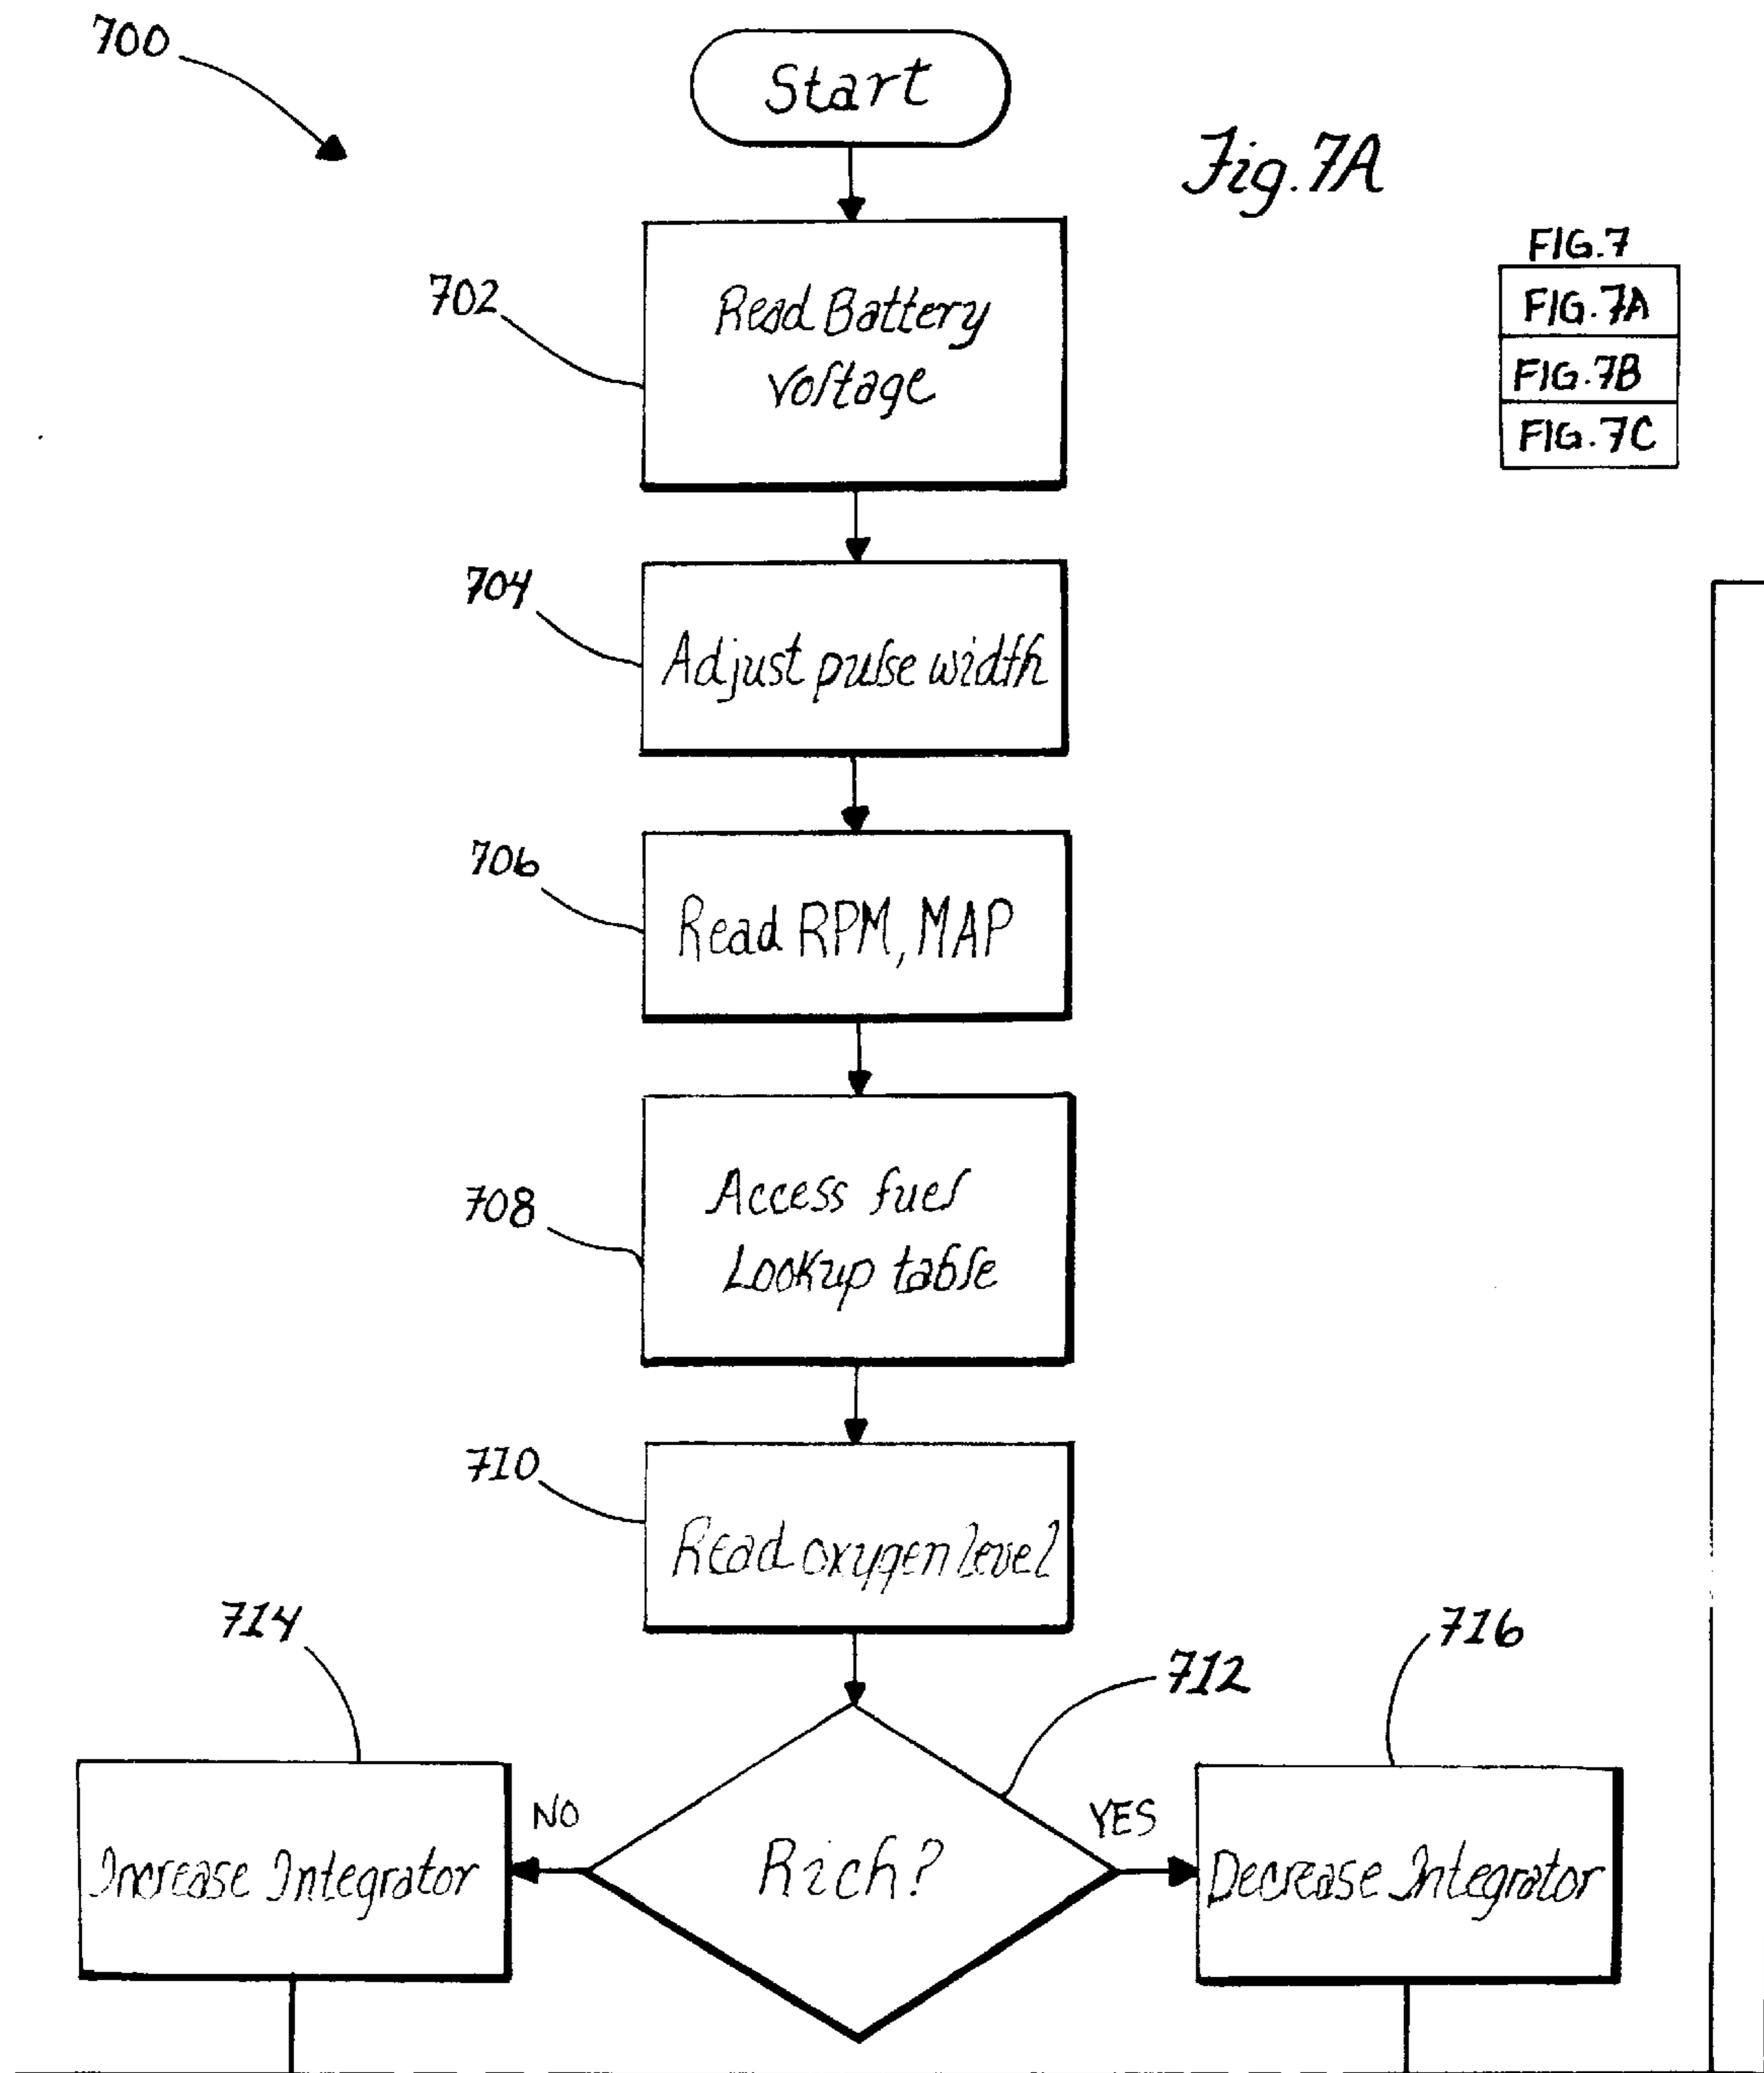 700
Start
Fig. 7A
FIG. 7
FIG. 7A
FIG. 7B
FIG. 7C
702
Read Battery
voltage
704
Adjust pulse width
706
Read RPM, MAP
708
Access fuel
Lookup table
710
Read oxygen level
714
716
712
NO
YES
Increase Integrator
Rich?
Decrease Integrator